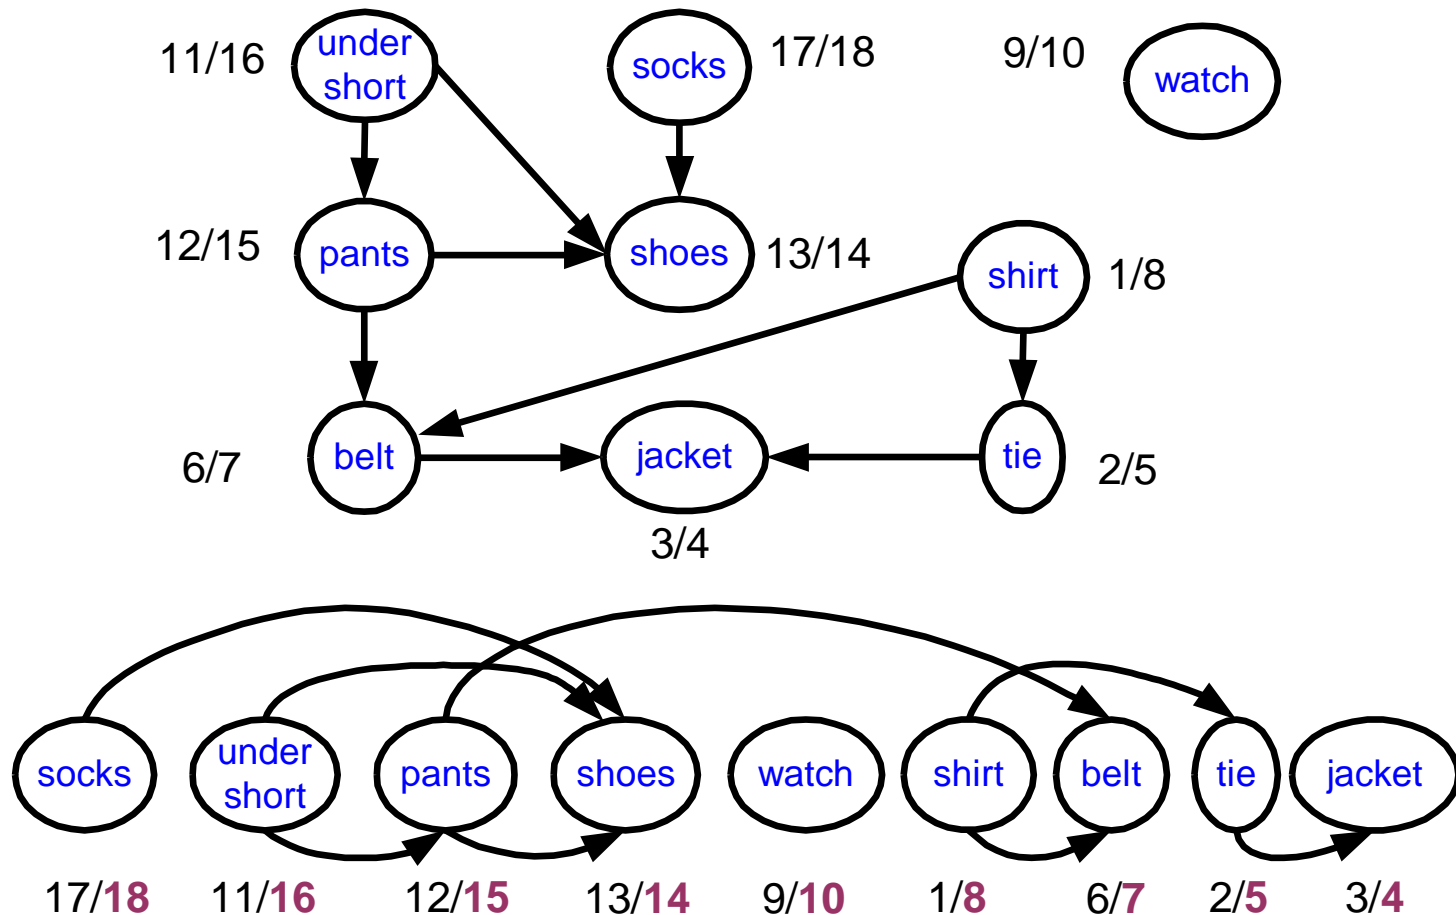 11/16
under
short
socks
17/18
9/10
watch
12/15
pants
shoes
13/14
shirt
1/8
6/7
belt
jacket
tie
2/5
3/4
socks
under
short
pants
shoes
watch
shirt
belt
tie
jacket
17/18
11/16
12/15
13/14
9/10
1/8
6/7
2/5
3/4